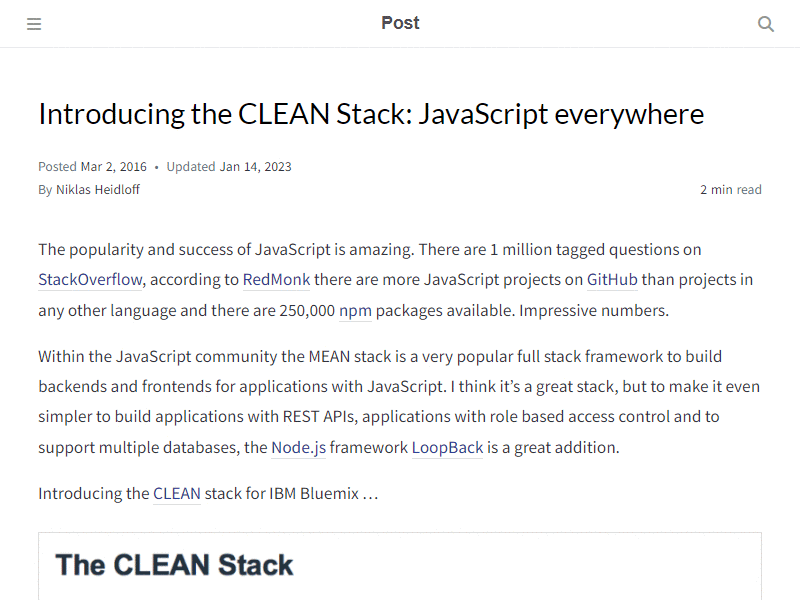 Post
Introducing the CLEAN Stack: JavaScript everywhere
Posted Mar 2, 2016 • Updated Jan 14, 2023
By Niklas Heidloff 2 min read
The popularity and success of JavaScript is amazing. There are 1 million tagged questions on
StackOverflow, according to RedMonk there are more JavaScript projects on GitHub than projects in
any other language and there are 250,000 npm packages available. Impressive numbers.
Within the JavaScript community the MEAN stack is a very popular full stack framework to build
backends and frontends for applications with JavaScript. I think it’s a great stack, but to make it even
simpler to build applications with REST APIs, applications with role based access control and to
support multiple databases, the Node.js framework LoopBack is a great addition.
Introducing the CLEAN stack for IBM Bluemix …
The CLEAN Stack